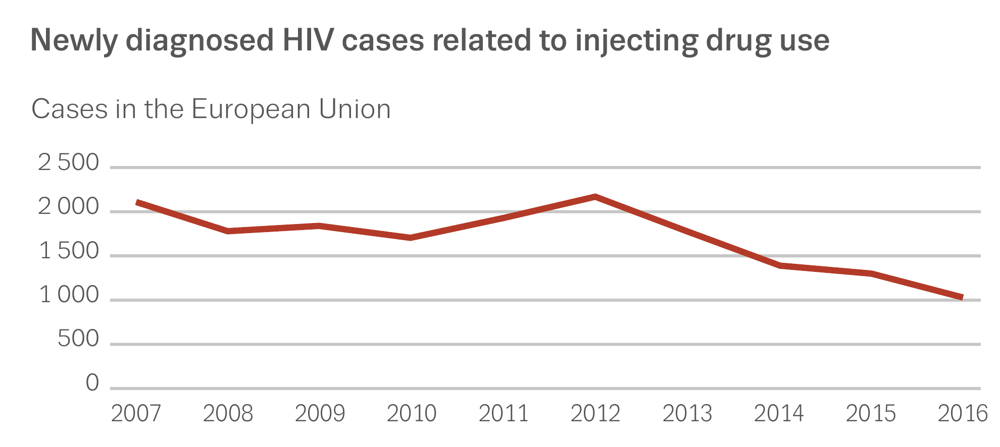 Newly diagnosed HIV cases related to injecting drug use
Cases in the European Union
2 500
2 000
1 500
1 000
500
0
2007 2008 2009 2010 2011 2012 2013 2014 2015 2016